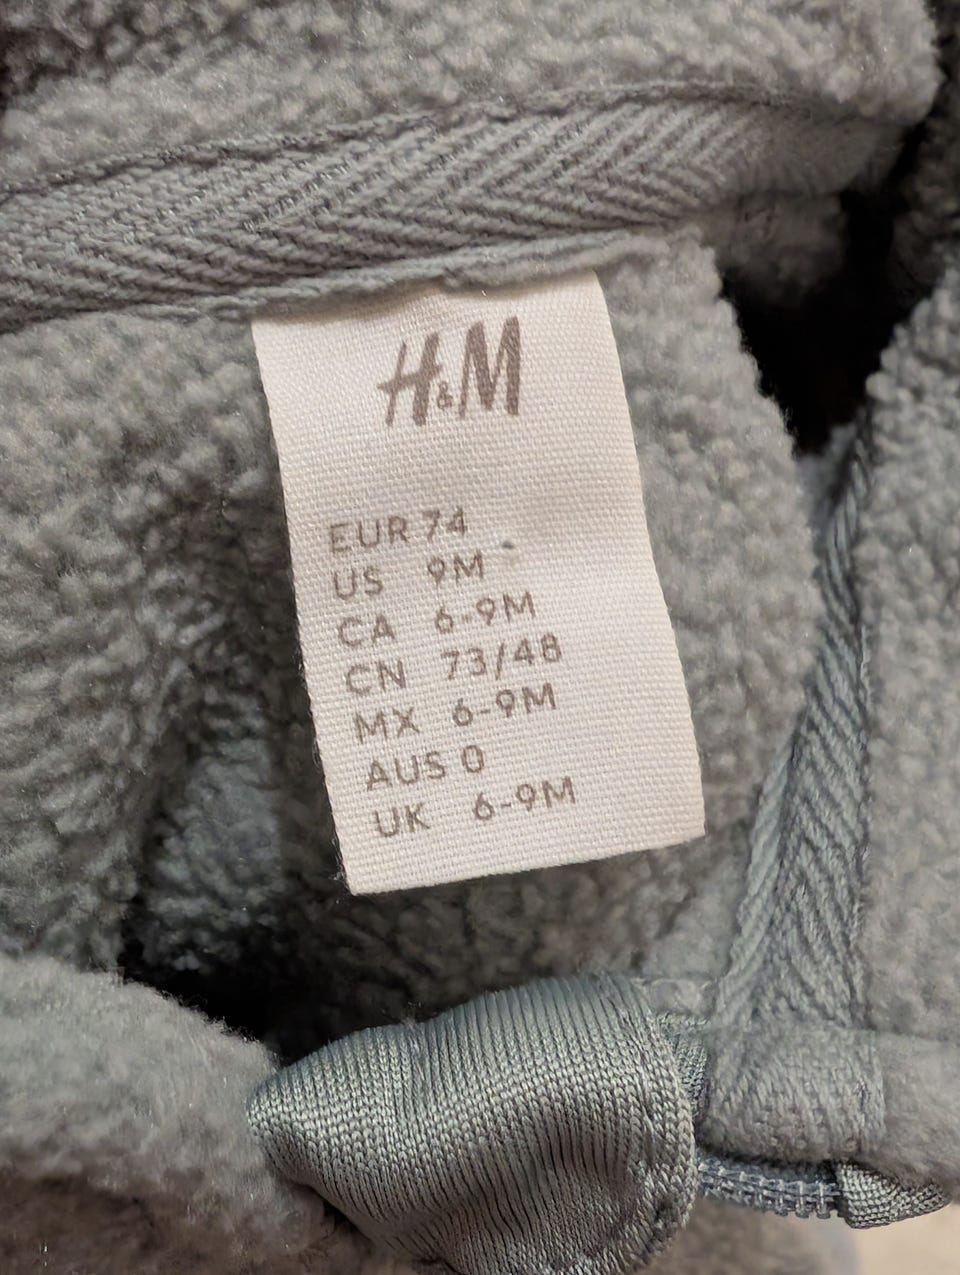 H&M
EUR 74
US 9M
CA 6-9M
CN 73/48
MX 6-9M
AUS 0
UK 6-9M